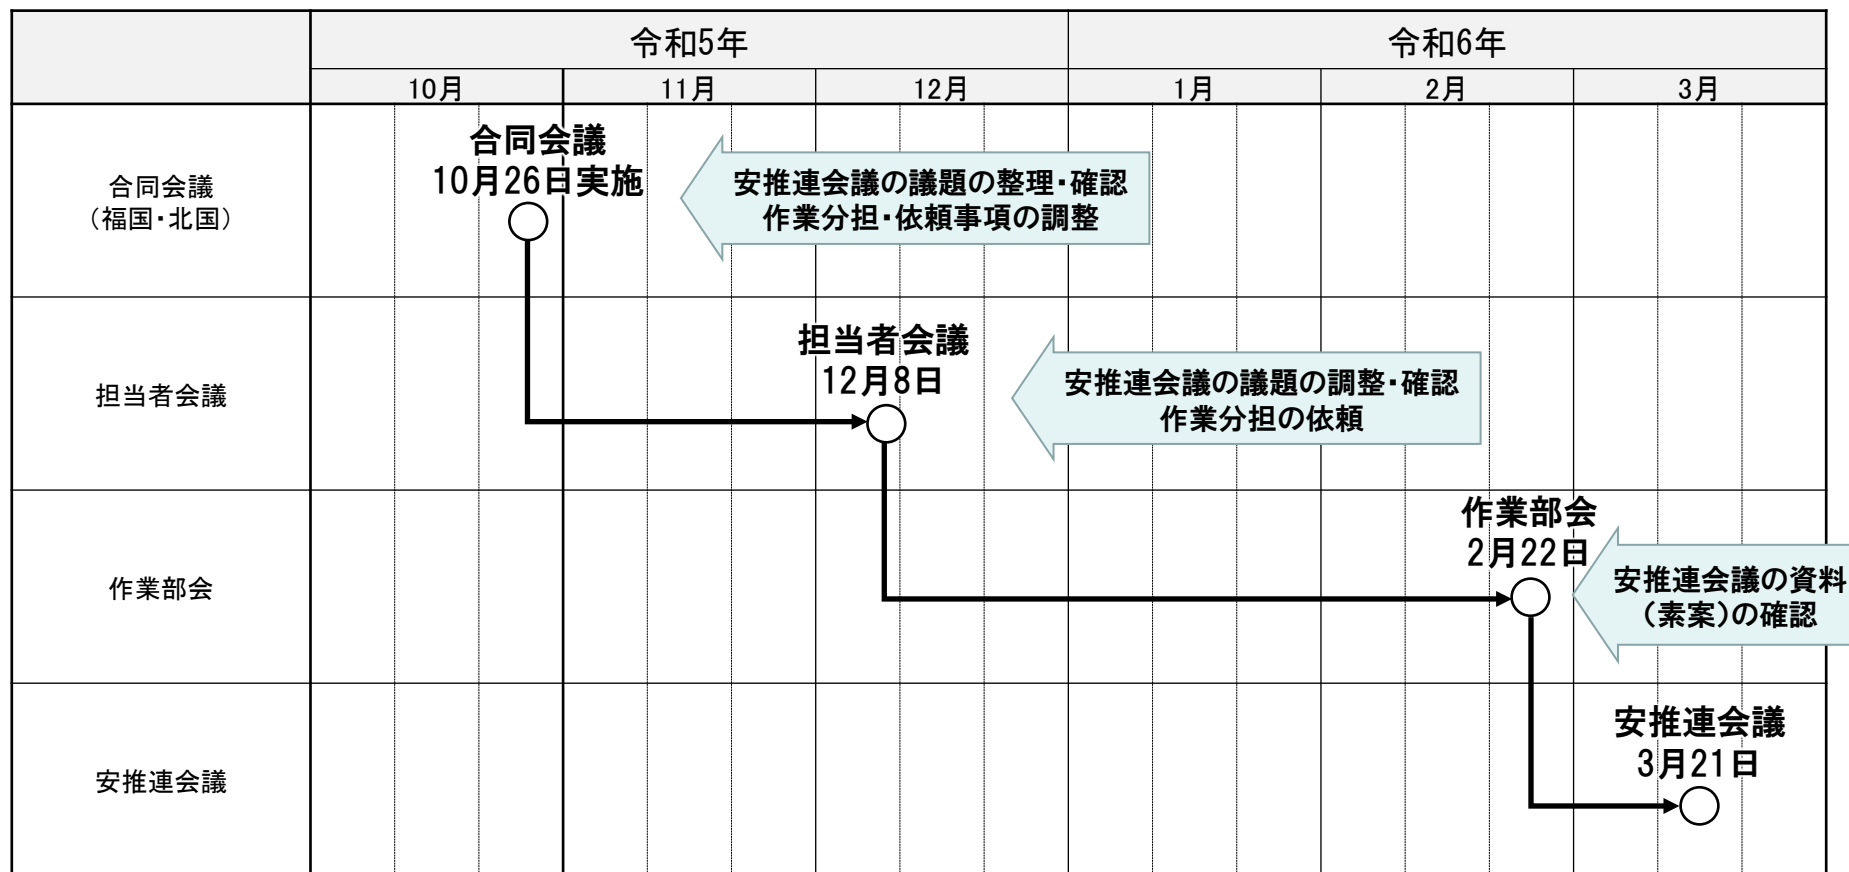 令和5年
令和6年
10月
11月
12月
1月
2月
3月
合同会議
(福国・北国)
合同会議
10月26日実施
安推連会議の議題の整理・確認
作業分担・依頼事項の調整
担当者会議
担当者会議
12月8日
安推連会議の議題の調整・確認
作業分担の依頼
作業部会
作業部会
2月22日
安推連会議の資料
(素案)の確認
安推連会議
安推連会議
3月21日